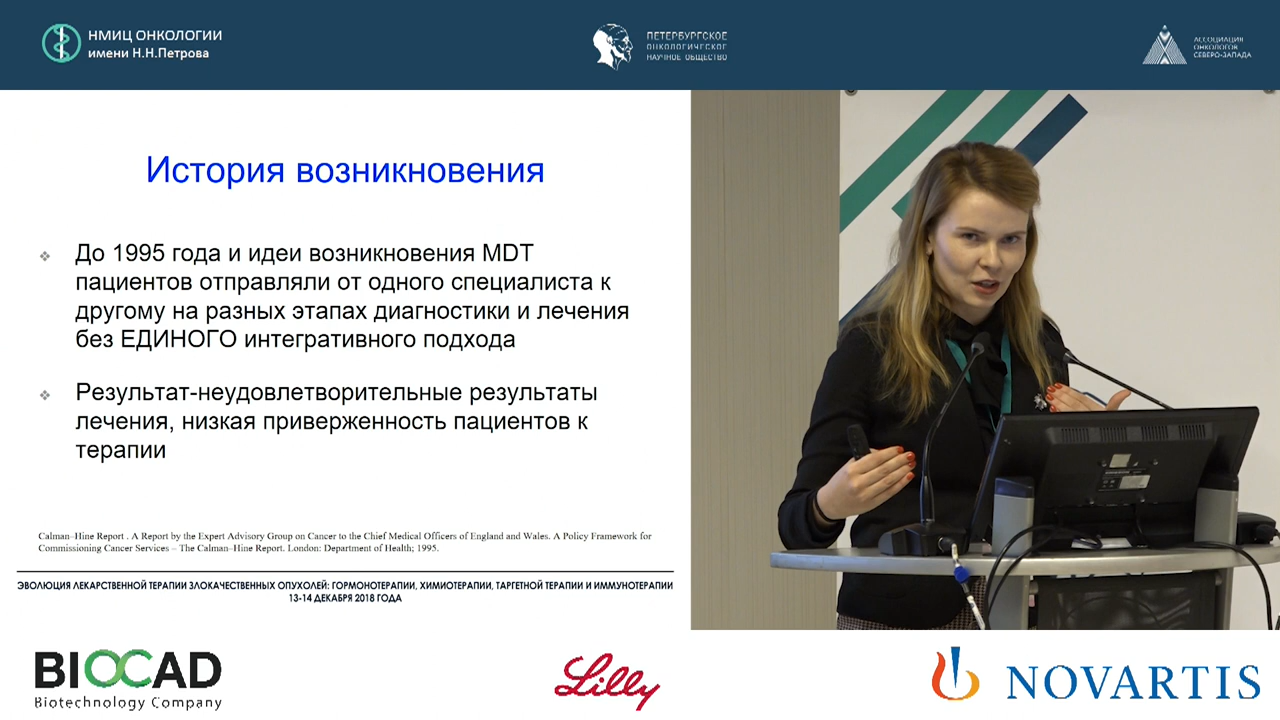 НМИЦ ОНКОЛОГИИ
имени Н.Н.Петрова
ПЕТЕРБУРГСКОЕ
ОНКОЛОГИЧЕСКОЕ
НАУЧНОЕ ОБЩЕСТВО
АССОЦИАЦИЯ
ОНКОЛОГОВ
СЕВЕРО-ЗАПАДА
История возникновения
❖ До 1995 года и идеи возникновения MDT
пациентов отправляли от одного специалиста к
другому на разных этапах диагностики и лечения
без ЕДИНОГО интегративного подхода
❖ Результат-неудовлетворительные результаты
лечения, низкая приверженность пациентов к
терапии
Calman–Hine Report . A Report by the Expert Advisory Group on Cancer to the Chief Medical Officers of England and Wales. A Policy Framework for
Commissioning Cancer Services – The Calman–Hine Report. London: Department of Health; 1995.
ЭВОЛЮЦИЯ ЛЕКАРСТВЕННОЙ ТЕРАПИИ ЗЛОКАЧЕСТВЕННЫХ ОПУХОЛЕЙ: ГОРМОНОТЕРАПИИ, ХИМИОТЕРАПИИ, ТАРГЕТНОЙ ТЕРАПИИ И ИММУНОТЕРАПИИ
13-14 ДЕКАБРЯ 2018 ГОДА
BIOCAD
Biotechnology Company
Lilly
NOVARTIS